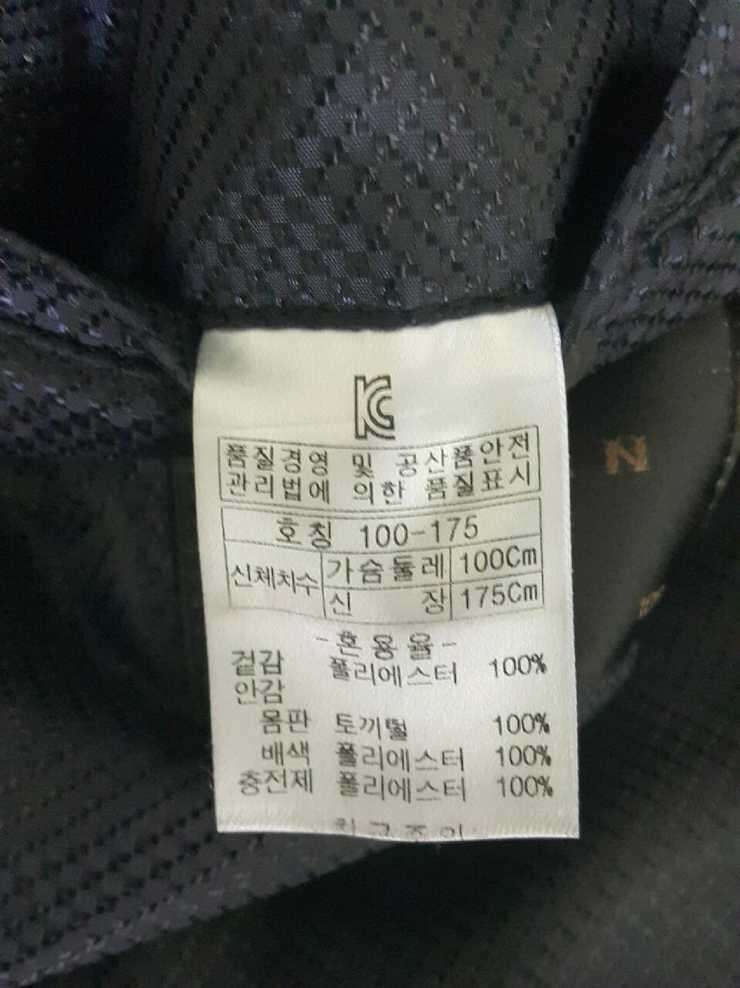 KC
품질경영 및 공산품안전
관리법에 의한 품질표시
호칭 100-175
신체치수 가슴둘레 100Cm
신 장 175Cm
-혼용율-
겉감 폴리에스터 100%
안감
몸판 토끼털 100%
배색 폴리에스터 100%
충전제 폴리에스터 100%
N